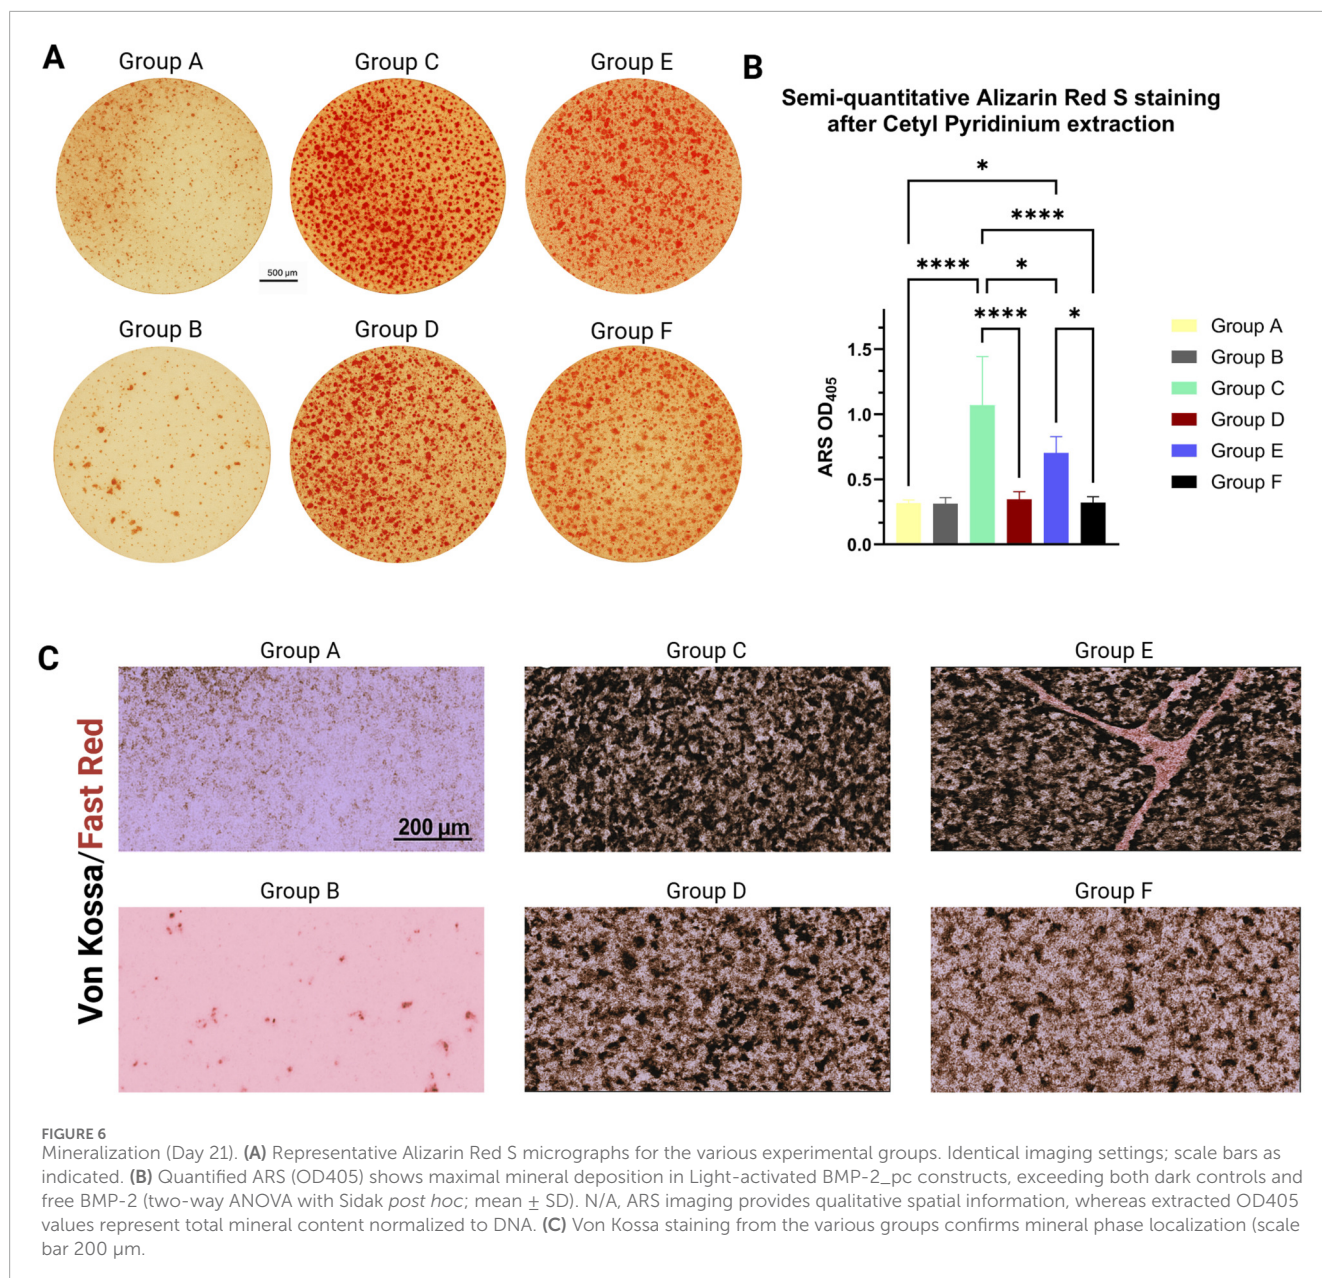 A
Group A
Group C
Group E
500 µm
Group B
Group D
Group F
B
Semi-quantitative Alizarin Red S staining
after Cetyl Pyridinium extraction
*
****
**** *
**** *
ARS OD405
1.5
1.0
0.5
0.0
Group A
Group B
Group C
Group D
Group E
Group F
C
Von Kossa/Fast Red
Group A
Group C
Group E
200 µm
Group B
Group D
Group F
FIGURE 6
Mineralization (Day 21). (A) Representative Alizarin Red S micrographs for the various experimental groups. Identical imaging settings; scale bars as
indicated. (B) Quantified ARS (OD405) shows maximal mineral deposition in Light-activated BMP-2_pc constructs, exceeding both dark controls and
free BMP-2 (two-way ANOVA with Sidak post hoc; mean ± SD). N/A, ARS imaging provides qualitative spatial information, whereas extracted OD405
values represent total mineral content normalized to DNA. (C) Von Kossa staining from the various groups confirms mineral phase localization (scale
bar 200 µm.